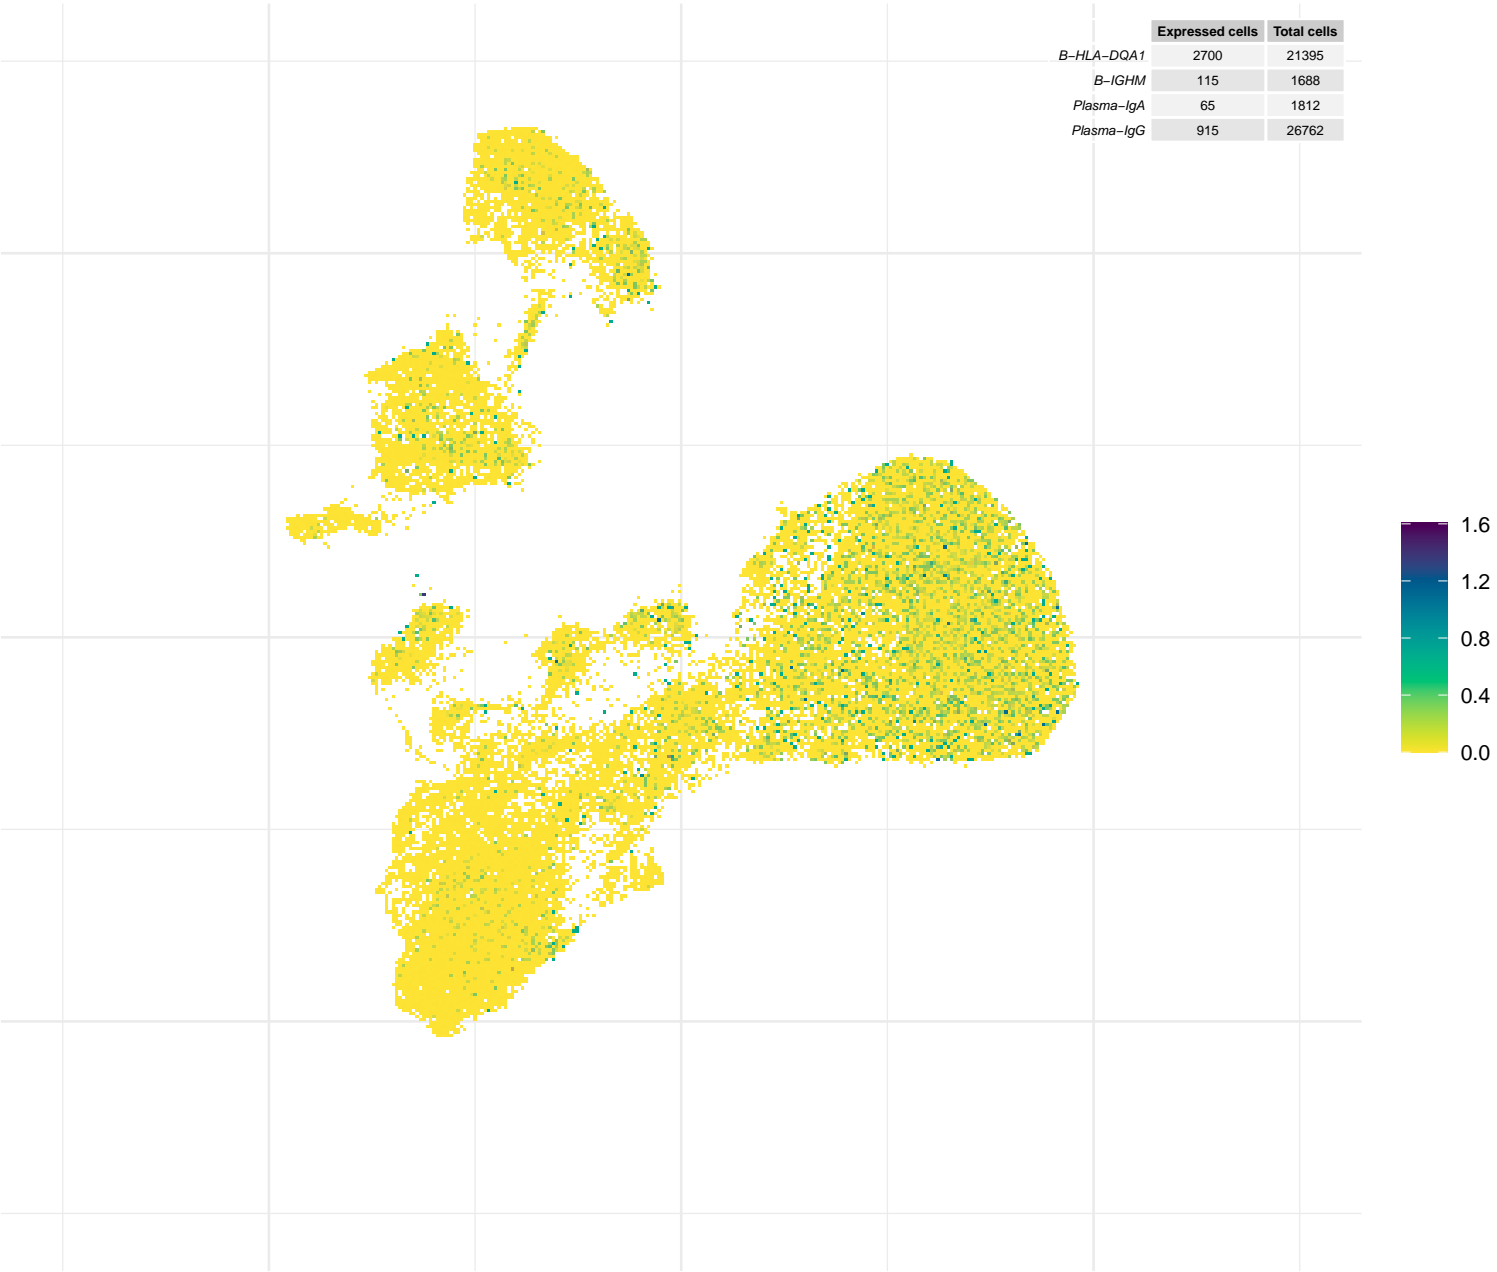 Expressed cells Total cells
B−HLA−DQA1 2700 21395
B−IGHM 115 1688
Plasma−IgA 65 1812
Plasma−IgG 915 26762
1.6
1.2
0.8
0.4
0.0